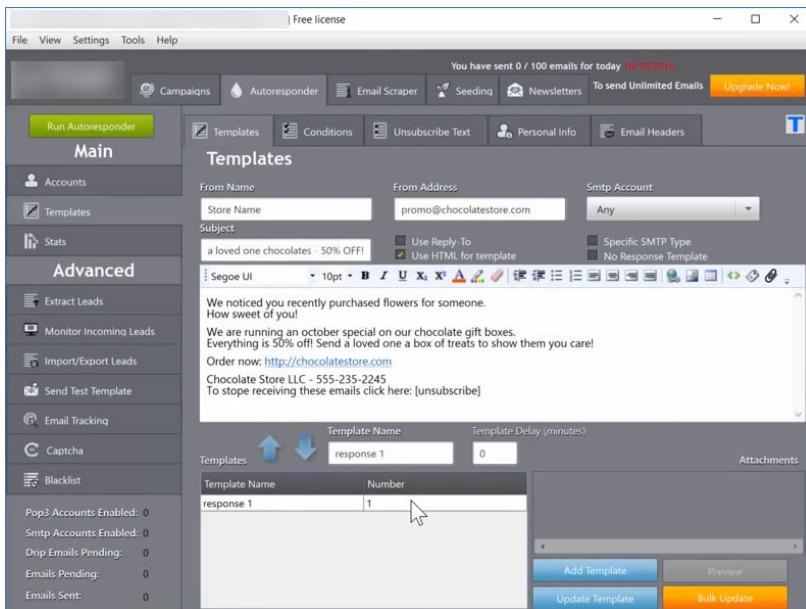 | Free license
File View Settings Tools Help
You have sent 0 / 100 emails for today 10/10/2016
Campaigns
Autoresponder
Email Scraper
Seeding
Newsletters
To send Unlimited Emails
Upgrade Now!
Run Autoresponder
Main
Accounts
Templates
Stats
Advanced
Extract Leads
Monitor Incoming Leads
Import/Export Leads
Send Test Template
Email Tracking
Captcha
Blacklist
Pop3 Accounts Enabled: 0
Smtp Accounts Enabled: 0
Drip Emails Pending: 0
Emails Pending: 0
Emails Sent: 0
Templates
Conditions
Unsubscribe Text
Personal Info
Email Headers
T
Templates
From Name
From Address
Smtp Account
Store Name
promo@chocolatestore.com
Any
Subject
a loved one chocolates - 50% OFF!
Use Reply-To
Use HTML for template
Specific SMTP Type
No Response Template
Segoe UI 10pt B I U X₂ X² A
We noticed you recently purchased flowers for someone.
How sweet of you!
We are running an october special on our chocolate gift boxes.
Everything is 50% off! Send a loved one a box of treats to show them you care!
Order now: http://chocolatestore.com
Chocolate Store LLC - 555-235-2245
To stope receiving these emails click here: [unsubscribe]
Templates
Template Name
Template Delay (minutes)
response 1
0
Attachments
Template Name Number
response 1 1
Add Template
Preview
Update Template
Bulk Update